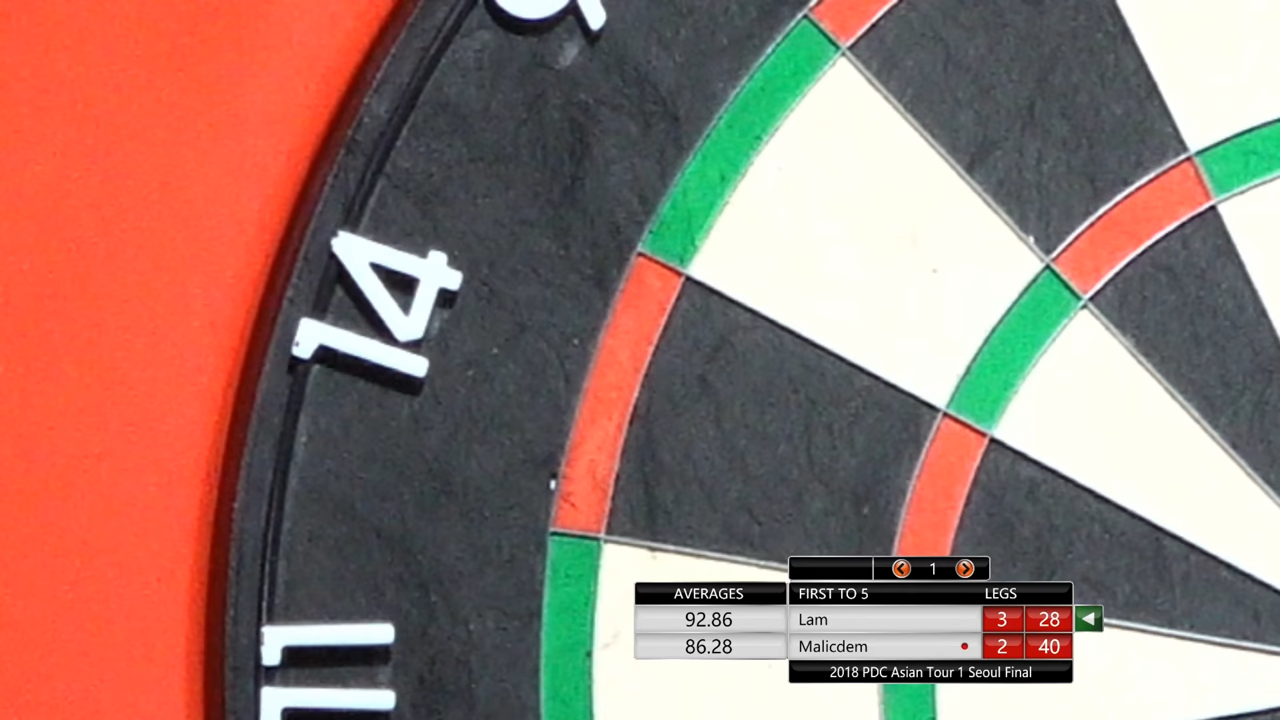 14
11
1
AVERAGES FIRST TO 5 LEGS
92.86 Lam 3 28
86.28 Malicdem 2 40
2018 PDC Asian Tour 1 Seoul Final